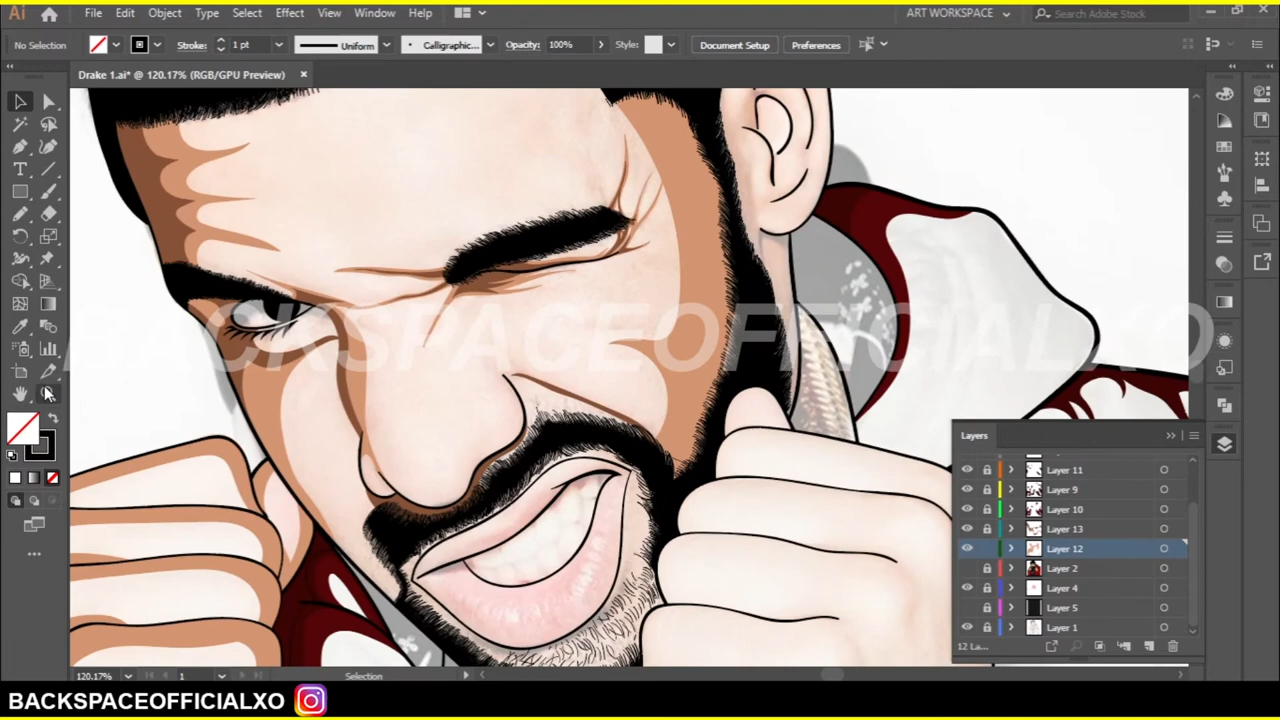 Ai File Edit Object Type Select Effect View Window Help ART WORKSPACE Search Adobe Stock
No Selection Stroke: 1 pt Uniform Calligraphic... Opacity: 100% Style: Document Setup Preferences
Drake 1.ai* @ 120.17% (RGB/GPU Preview)
BACKSPACEOFFICIALXO
Layers
Layer 11
Layer 9
Layer 10
Layer 13
Layer 12
Layer 2
Layer 4
Layer 5
Layer 1
12 La...
120.17% 1 Selection
BACKSPACEOFFICIALXO